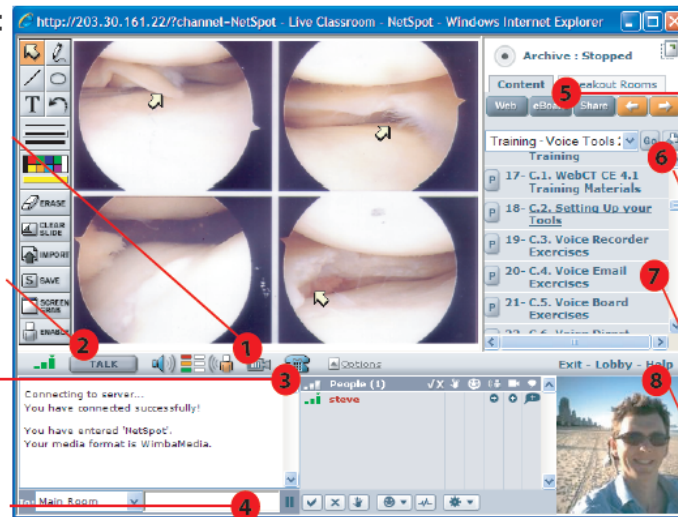 http://203.30.161.22/?channel-NetSpot - Live Classroom - NetSpot - Windows Internet Explorer
Archive : Stopped
Content
Breakout Rooms
5
Web
eBoard
Share
T
Training - Voice Tools
Go
6
Training
17- C.1. WebCT CE 4.1
Training Materials
P
18- C.2. Setting Up your
Tools
P
19- C.3. Voice Recorder
Exercises
P
20- C.4. Voice Email
Exercises
P
21- C.5. Voice Board
Exercises
P
7
ERASE
CLEAR
SLIDE
IMPORT
S SAVE
SCREEN
GRAB
ENABLE
2
1
TALK
Options
Exit - Lobby - Help
3
8
People (1)
steve
Connecting to server...
You have connected successfully!
You have entered 'NetSpot'.
Your media format is WimbaMedia.
To: Main Room
4